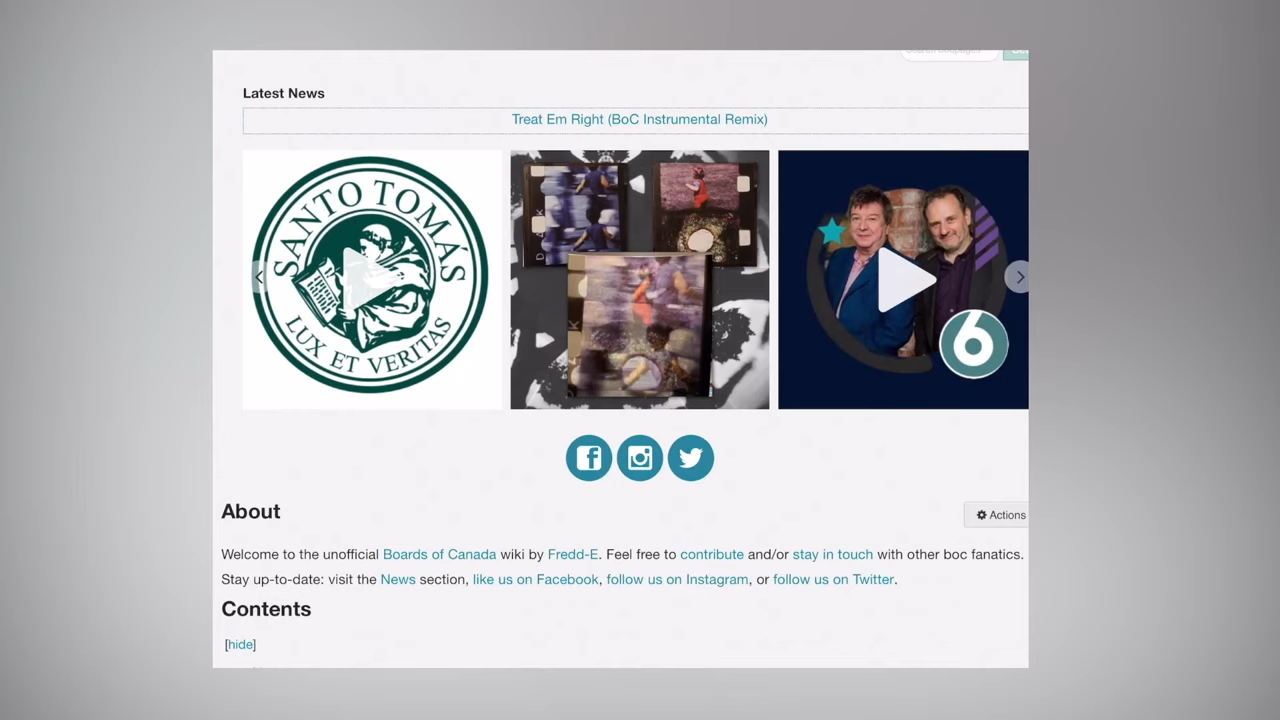 Latest News
Treat Em Right (BoC Instrumental Remix)
SANTO TOMÁS
LUX ET VERITAS
6
About
Actions
Welcome to the unofficial Boards of Canada wiki by Fredd-E. Feel free to contribute and/or stay in touch with other boc fanatics.
Stay up-to-date: visit the News section, like us on Facebook, follow us on Instagram, or follow us on Twitter.
Contents
[hide]